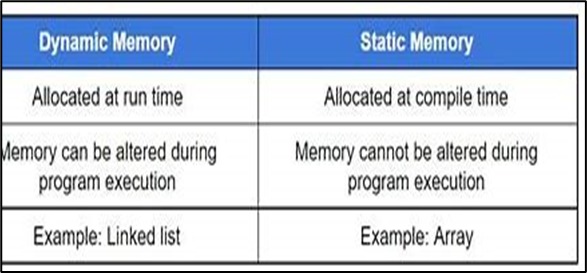 Dynamic Memory
Static Memory
Allocated at run time
Allocated at compile time
Memory can be altered during
program execution
Memory cannot be altered during
program execution
Example: Linked list
Example: Array